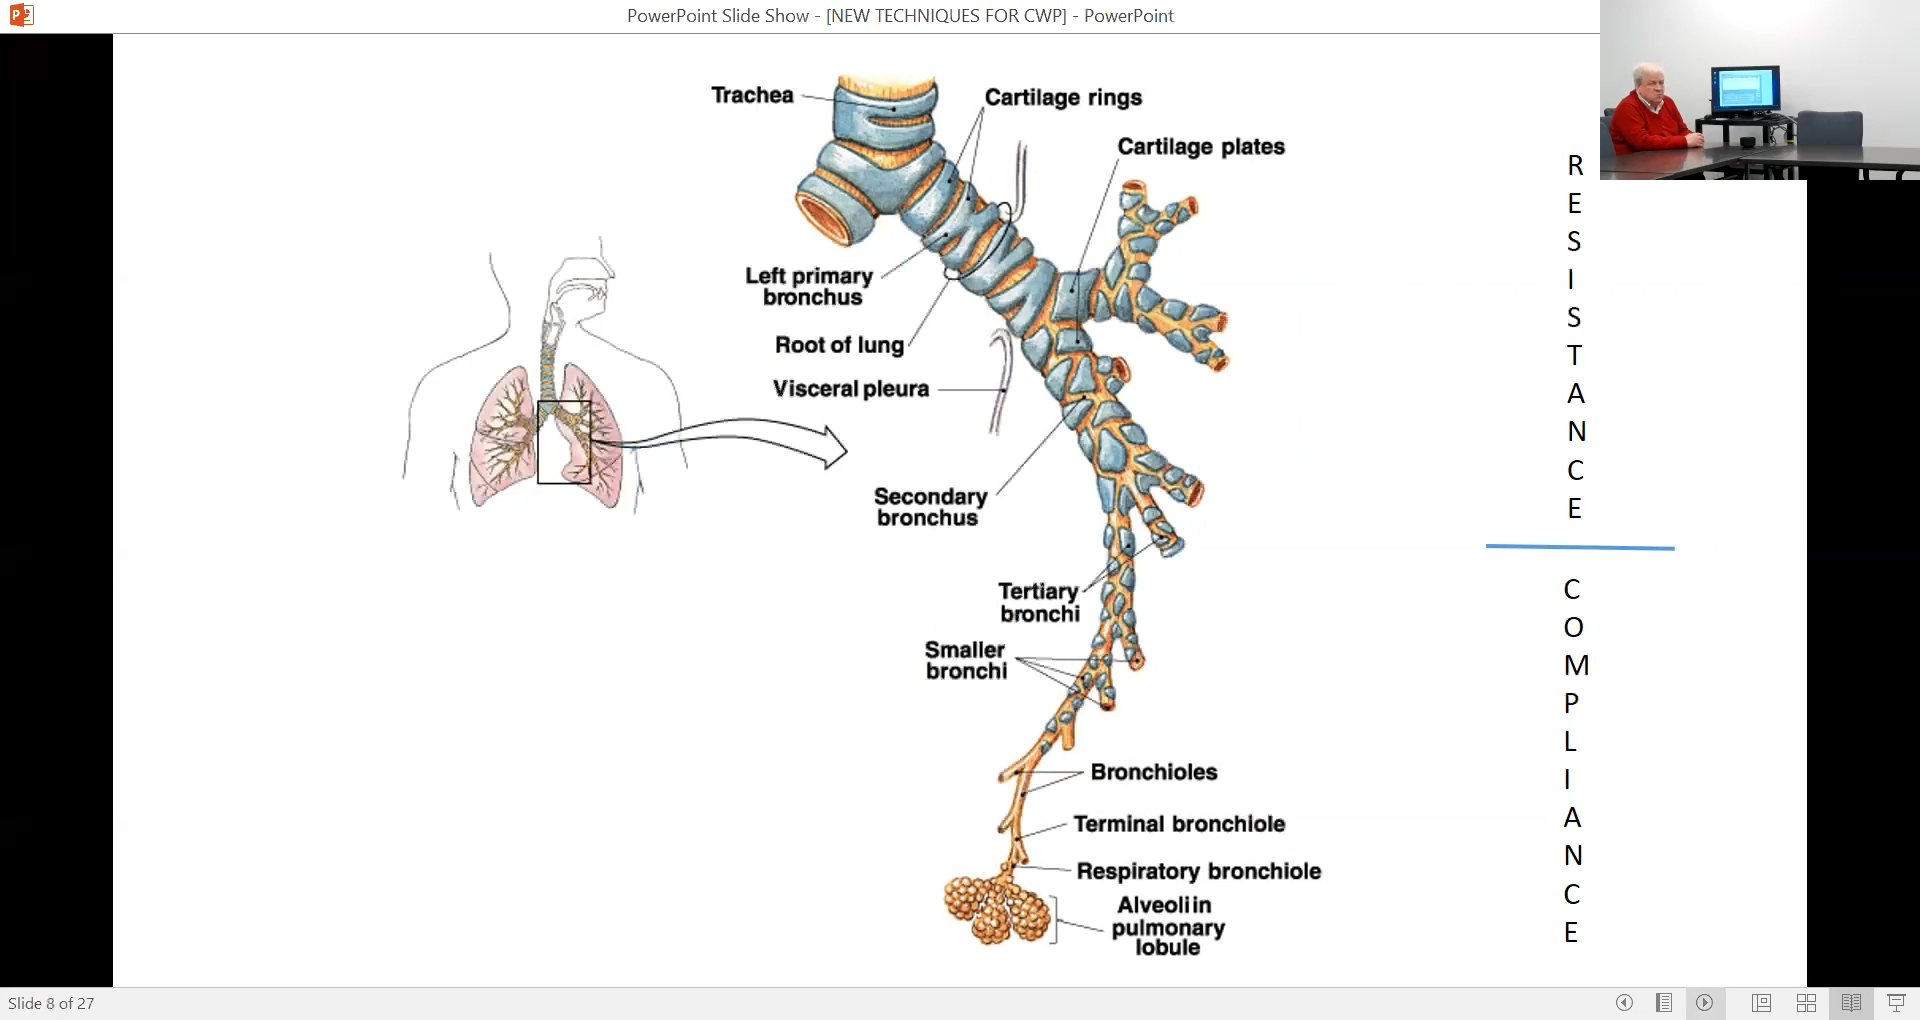 PowerPoint Slide Show - [NEW TECHNIQUES FOR CWP] - PowerPoint
Trachea
Cartilage rings
Cartilage plates
Left primary
bronchus
Root of lung
Visceral pleura
Secondary
bronchus
Tertiary
bronchi
Smaller
bronchi
Bronchioles
Terminal bronchiole
Respiratory bronchiole
Alveoli in
pulmonary
lobule
R
E
S
I
S
T
A
N
C
E
C
O
M
P
L
I
A
N
C
E
Slide 8 of 27